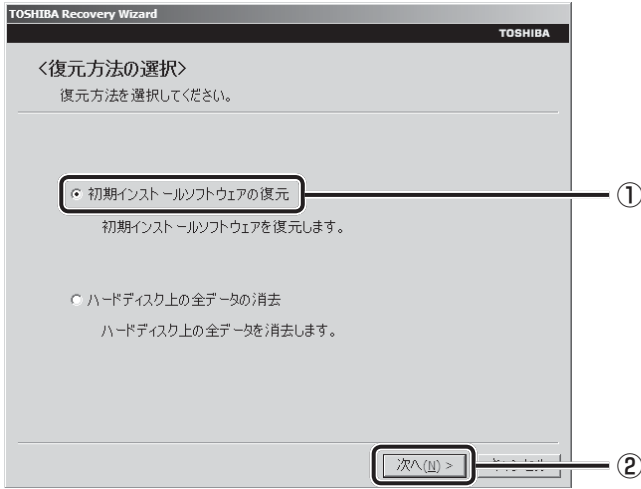 TOSHIBA Recovery Wizard
TOSHIBA
<復元方法の選択>
復元方法を選択してください。
初期インストールソフトウェアの復元
①
初期インストールソフトウェアを復元します。
ハードディスク上の全データの消去
ハードディスク上の全データを消去します。
次へ(N) >
②